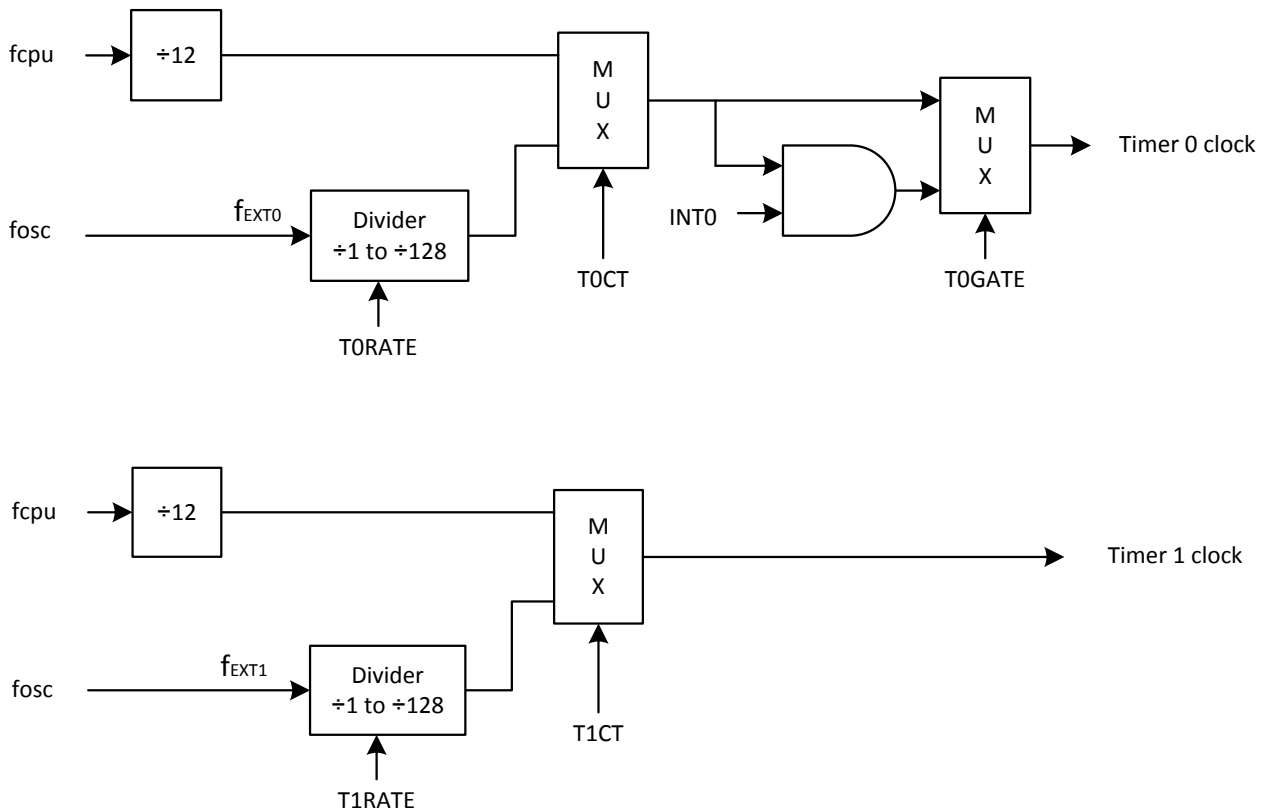 fcpu
÷12
M
U
X
M
U
X
Timer 0 clock
INT0
fosc
fEXT0
Divider
÷1 to ÷128
T0CT
T0GATE
T0RATE
fcpu
÷12
M
U
X
Timer 1 clock
fosc
fEXT1
Divider
÷1 to ÷128
T1CT
T1RATE